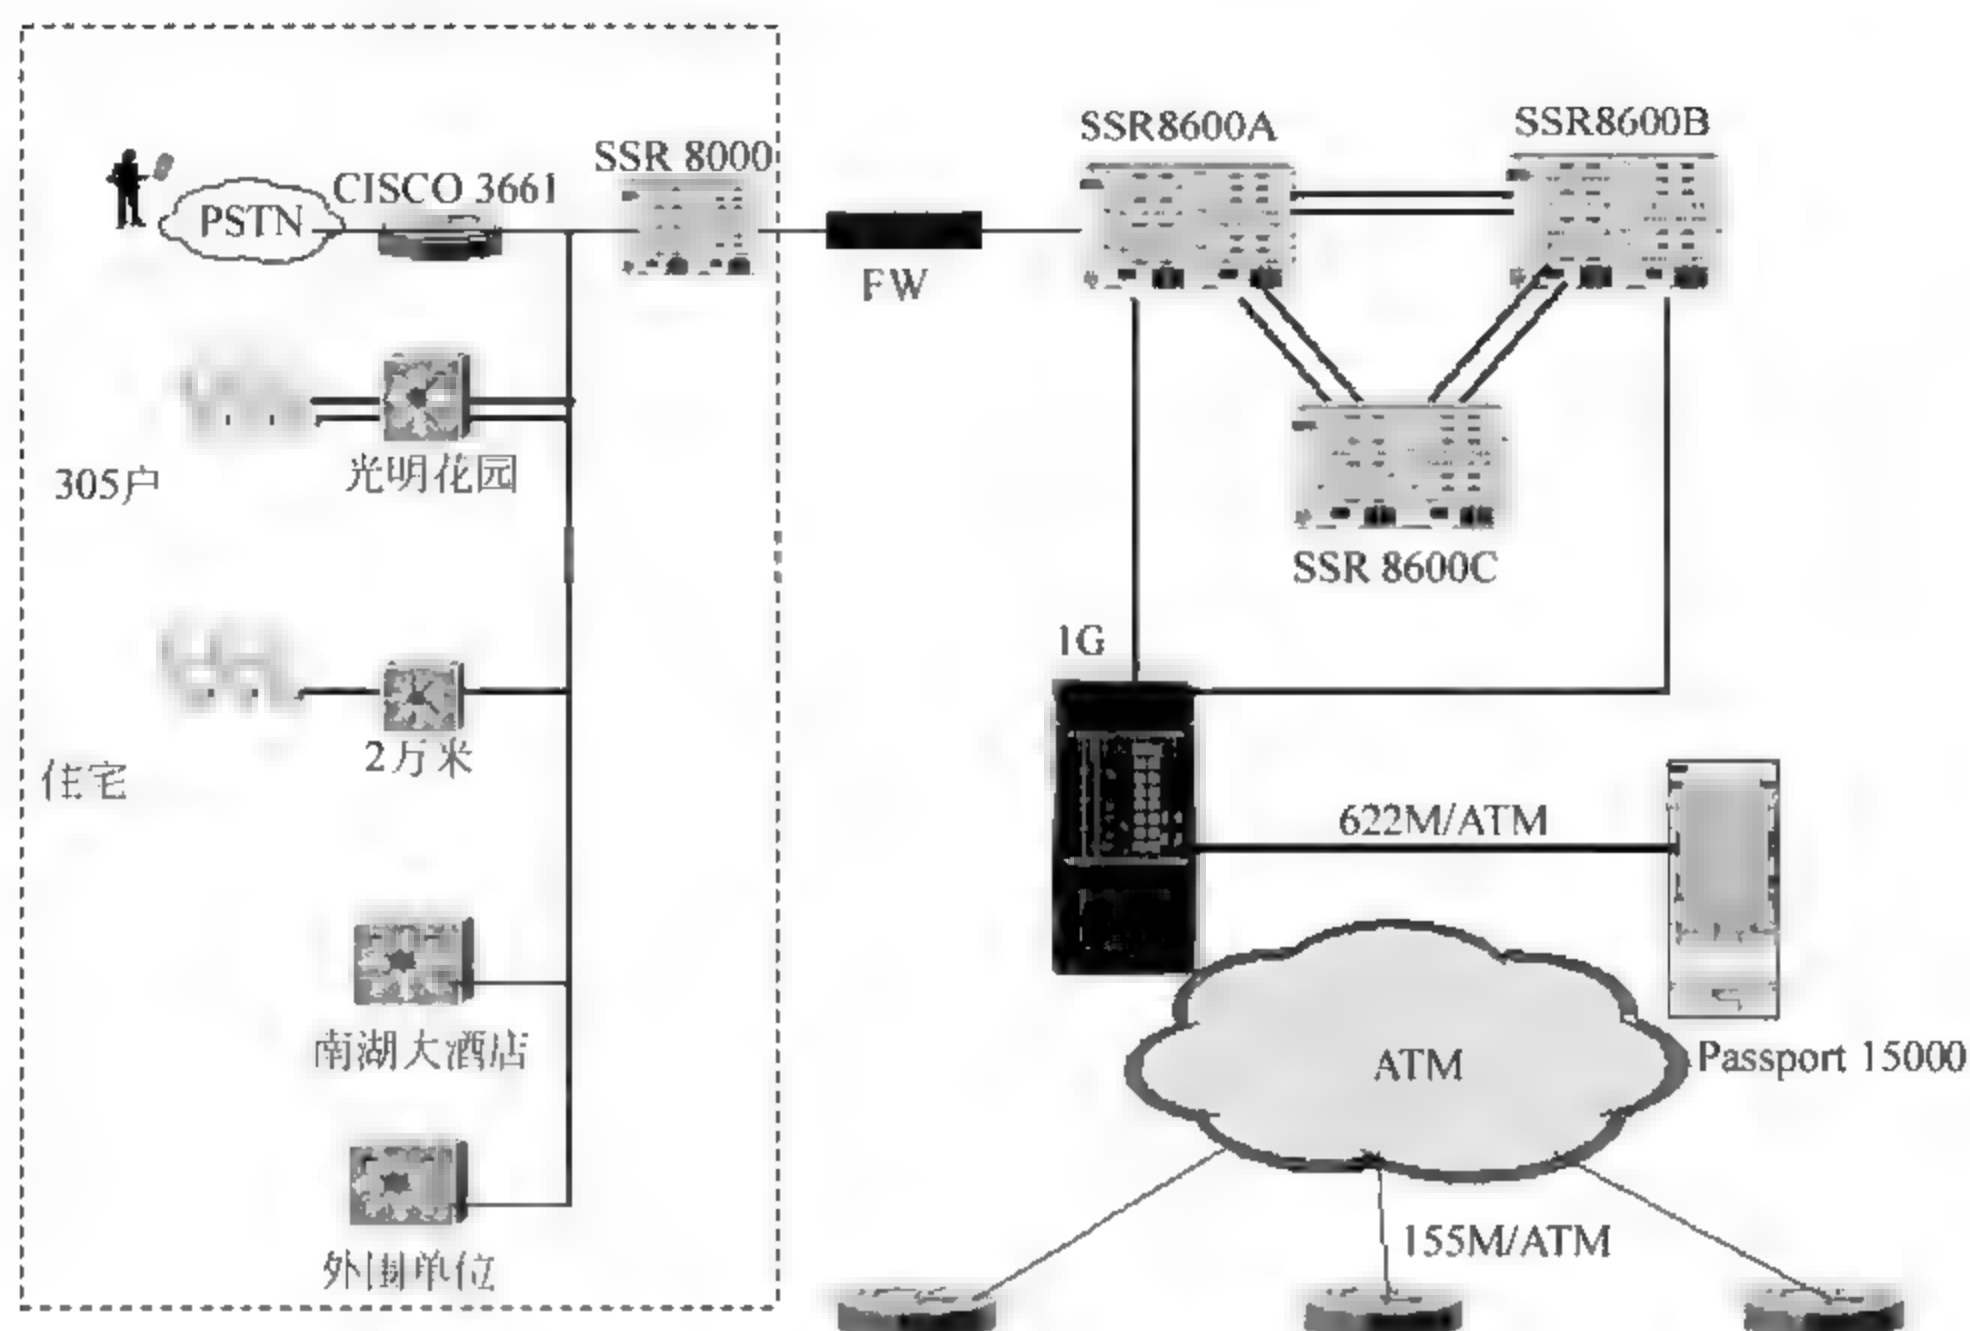 SSR8600A
SSR8600B
SSR 8000
CISCO 3661
PSTN
FW
光明花园
305户
SSR 8600C
1G
2万米
住宅
622M/ATM
南湖大酒店
ATM
Passport 15000
155M/ATM
外围单位